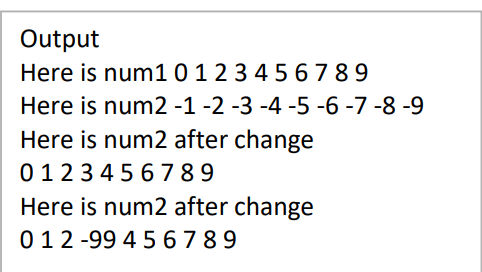 Output
Here is num1 0 1 2 3 4 5 6 7 8 9
Here is num2 -1 -2 -3 -4 -5 -6 -7 -8 -9
Here is num2 after change
0 1 2 3 4 5 6 7 8 9
Here is num2 after change
0 1 2 -99 4 5 6 7 8 9